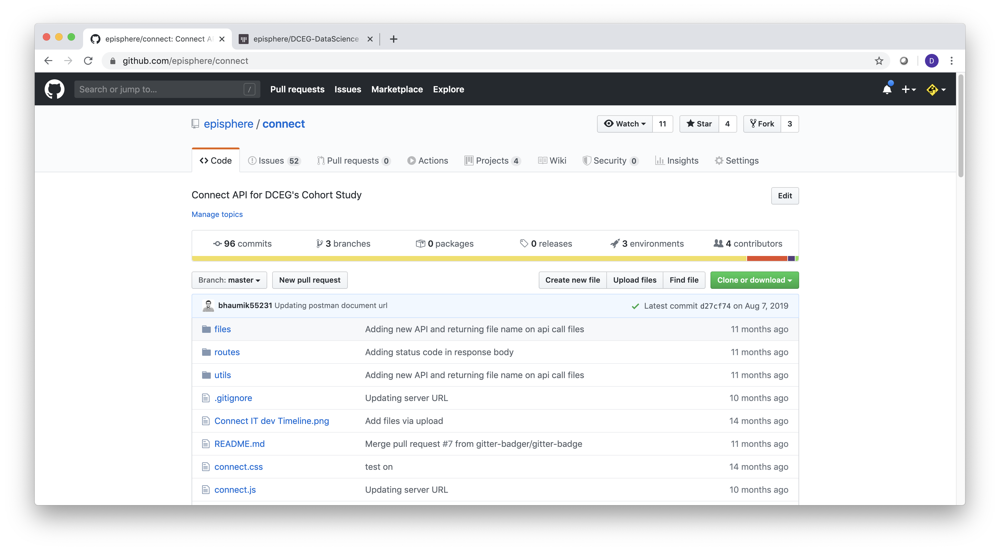 episphere/connect: Connect AP
episphere/DCEG-DataScience
github.com/episphere/connect
D
Search or jump to... /
Pull requests Issues Marketplace Explore
episphere / connect
Watch 11 Star 4 Fork 3
Code Issues 52 Pull requests 0 Actions Projects 4 Wiki Security 0 Insights Settings
Connect API for DCEG's Cohort Study
Edit
Manage topics
96 commits 3 branches 0 packages 0 releases 3 environments 4 contributors
Branch: master New pull request Create new file Upload files Find file Clone or download
bhaumik55231 Updating postman document url Latest commit d27cf74 on Aug 7, 2019
files Adding new API and returning file name on api call files 11 months ago
routes Adding status code in response body 11 months ago
utils Adding new API and returning file name on api call files 11 months ago
.gitignore Updating server URL 10 months ago
Connect IT dev Timeline.png Add files via upload 14 months ago
README.md Merge pull request #7 from gitter-badger/gitter-badge 11 months ago
connect.css test on 14 months ago
connect.js Updating server URL 10 months ago